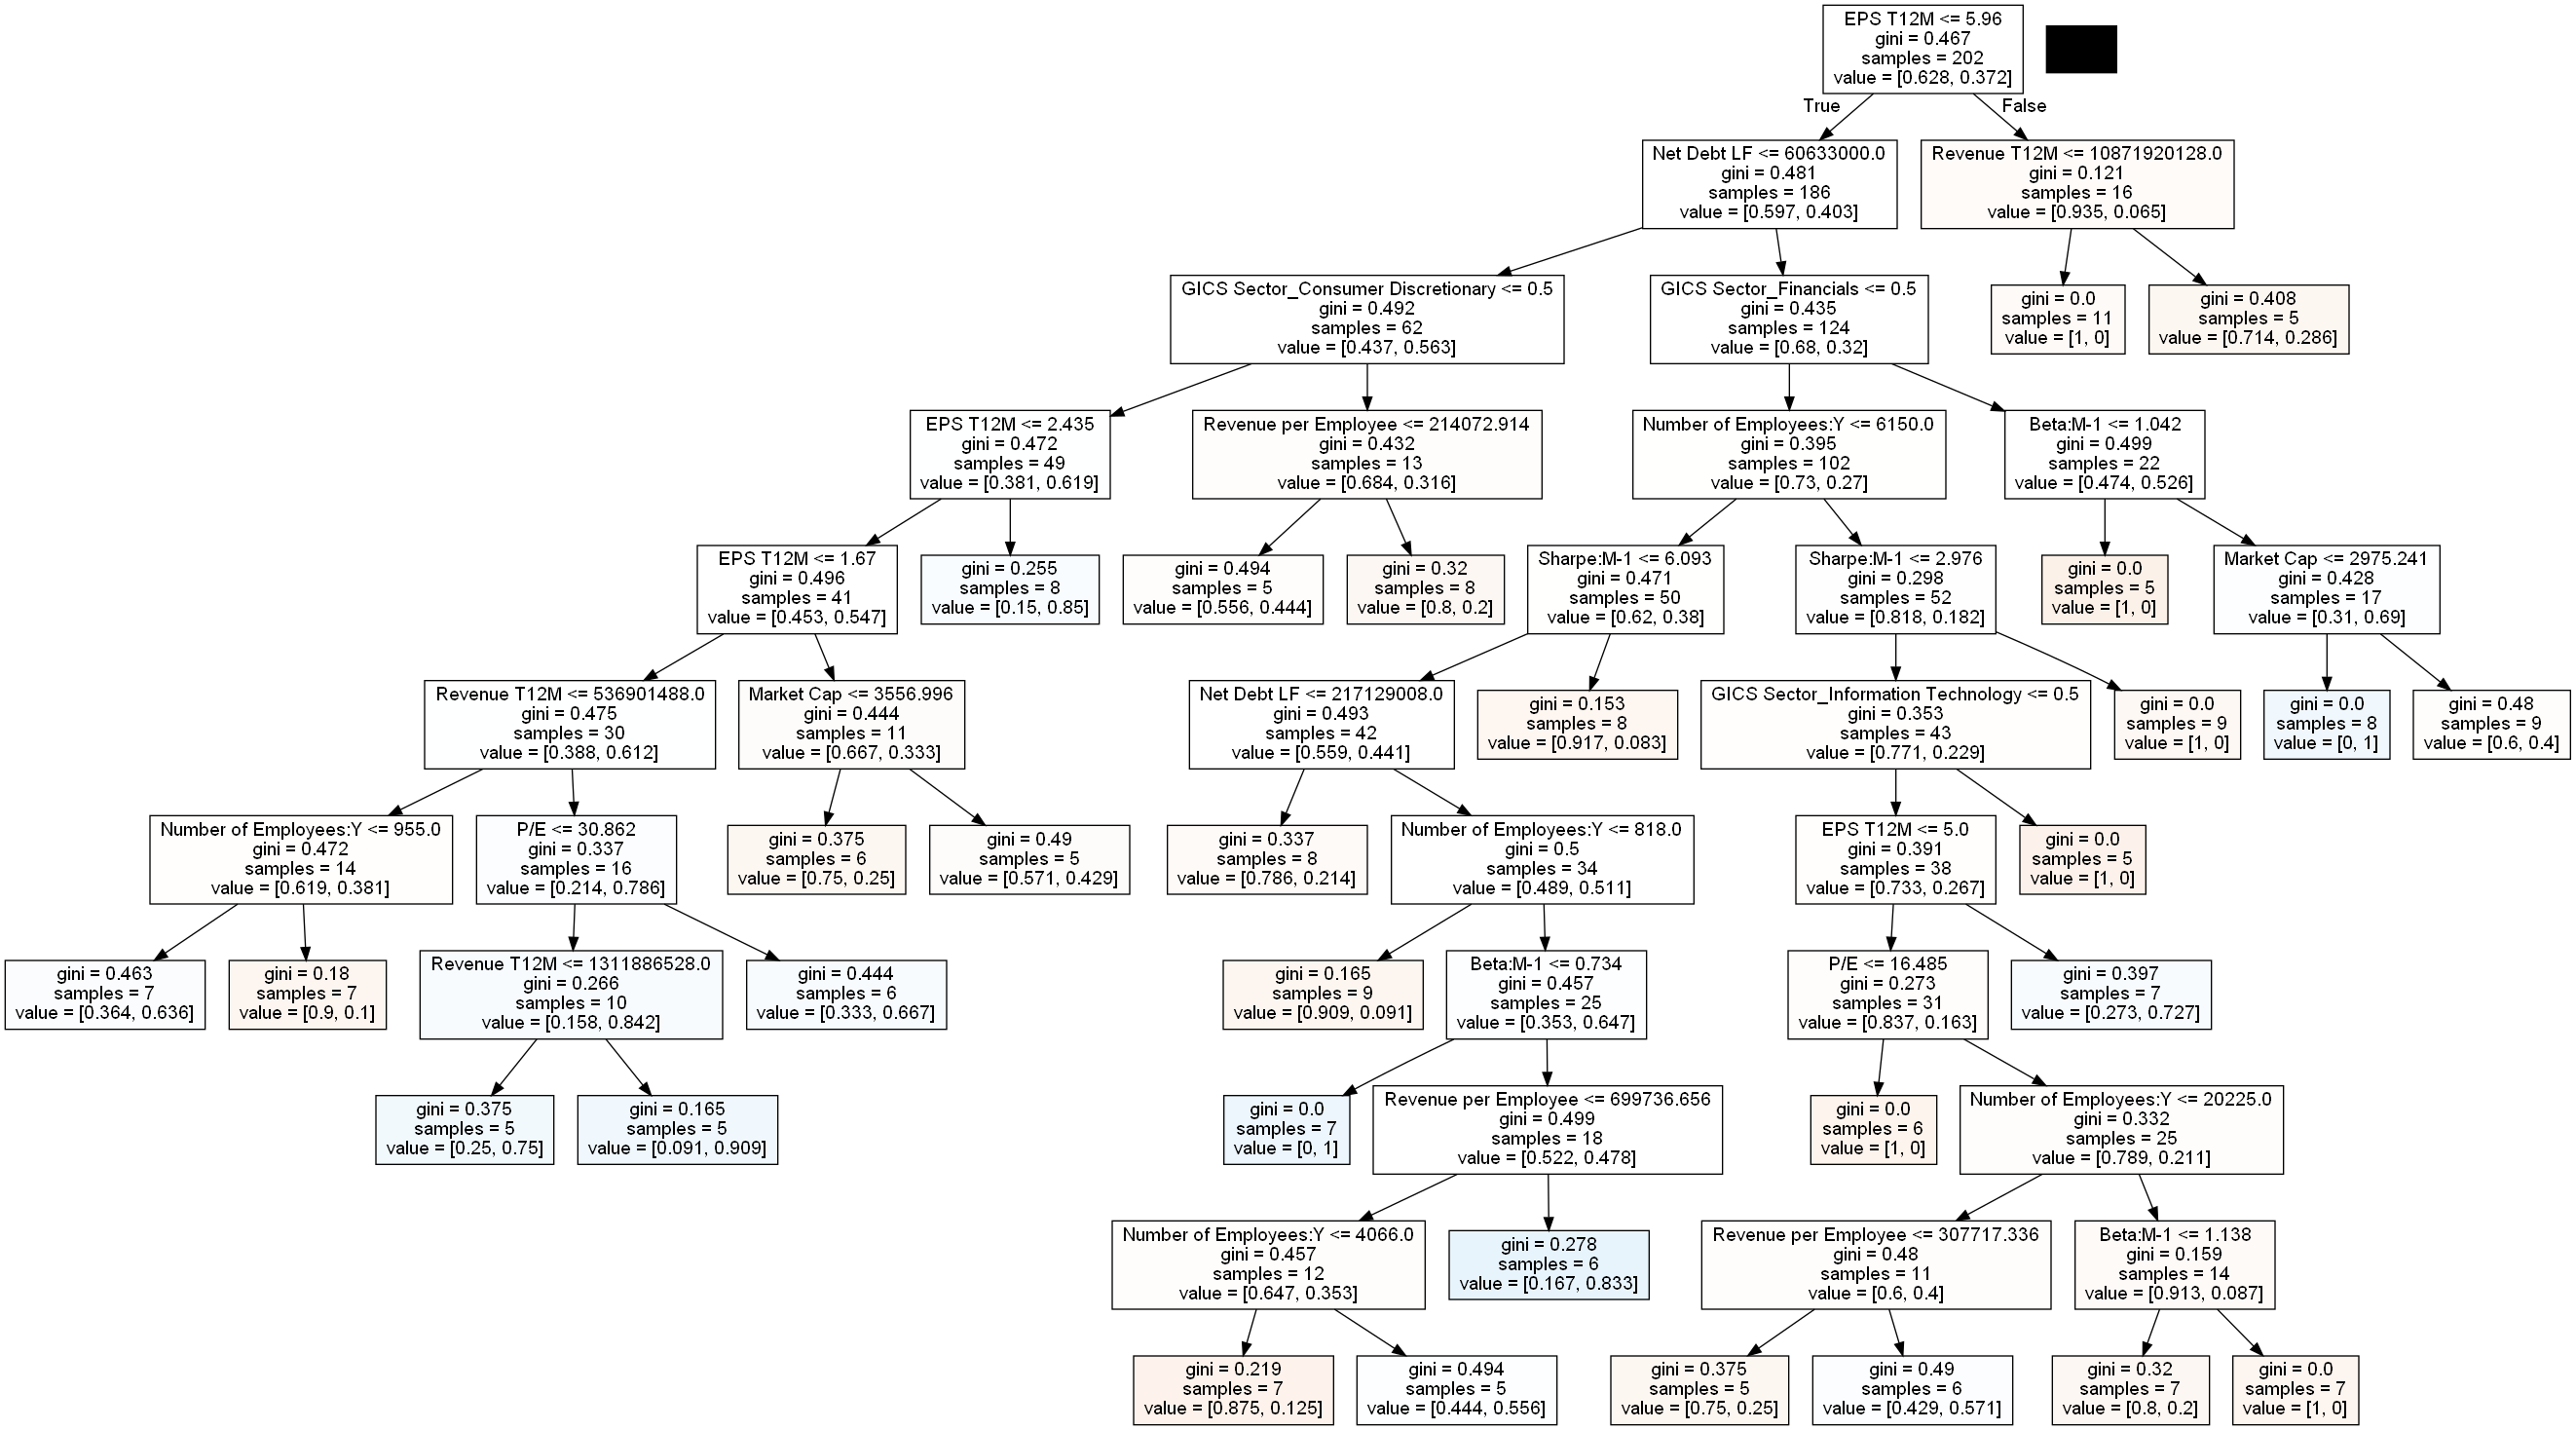 EPS T12M <= 5.96
gini = 0.467
samples = 202
value = [0.628, 0.372]
True
False
Net Debt LF <= 60633000.0
gini = 0.481
samples = 186
value = [0.597, 0.403]
Revenue T12M <= 10871920128.0
gini = 0.121
samples = 16
value = [0.935, 0.065]
GICS Sector_Consumer Discretionary <= 0.5
gini = 0.492
samples = 62
value = [0.437, 0.563]
GICS Sector_Financials <= 0.5
gini = 0.435
samples = 124
value = [0.68, 0.32]
gini = 0.0
samples = 11
value = [1, 0]
gini = 0.408
samples = 5
value = [0.714, 0.286]
EPS T12M <= 2.435
gini = 0.472
samples = 49
value = [0.381, 0.619]
Revenue per Employee <= 214072.914
gini = 0.432
samples = 13
value = [0.684, 0.316]
Number of Employees:Y <= 6150.0
gini = 0.395
samples = 102
value = [0.73, 0.27]
Beta:M-1 <= 1.042
gini = 0.499
samples = 22
value = [0.474, 0.526]
EPS T12M <= 1.67
gini = 0.496
samples = 41
value = [0.453, 0.547]
gini = 0.255
samples = 8
value = [0.15, 0.85]
gini = 0.494
samples = 5
value = [0.556, 0.444]
gini = 0.32
samples = 8
value = [0.8, 0.2]
Sharpe:M-1 <= 6.093
gini = 0.471
samples = 50
value = [0.62, 0.38]
Sharpe:M-1 <= 2.976
gini = 0.298
samples = 52
value = [0.818, 0.182]
gini = 0.0
samples = 5
value = [1, 0]
Market Cap <= 2975.241
gini = 0.428
samples = 17
value = [0.31, 0.69]
Revenue T12M <= 536901488.0
gini = 0.475
samples = 30
value = [0.388, 0.612]
Market Cap <= 3556.996
gini = 0.444
samples = 11
value = [0.667, 0.333]
Net Debt LF <= 217129008.0
gini = 0.493
samples = 42
value = [0.559, 0.441]
gini = 0.153
samples = 8
value = [0.917, 0.083]
GICS Sector_Information Technology <= 0.5
gini = 0.353
samples = 43
value = [0.771, 0.229]
gini = 0.0
samples = 9
value = [1, 0]
gini = 0.0
samples = 8
value = [0, 1]
gini = 0.48
samples = 9
value = [0.6, 0.4]
Number of Employees:Y <= 955.0
gini = 0.472
samples = 14
value = [0.619, 0.381]
P/E <= 30.862
gini = 0.337
samples = 16
value = [0.214, 0.786]
gini = 0.375
samples = 6
value = [0.75, 0.25]
gini = 0.49
samples = 5
value = [0.571, 0.429]
gini = 0.337
samples = 8
value = [0.786, 0.214]
Number of Employees:Y <= 818.0
gini = 0.5
samples = 34
value = [0.489, 0.511]
EPS T12M <= 5.0
gini = 0.391
samples = 38
value = [0.733, 0.267]
gini = 0.0
samples = 5
value = [1, 0]
gini = 0.463
samples = 7
value = [0.364, 0.636]
gini = 0.18
samples = 7
value = [0.9, 0.1]
Revenue T12M <= 1311886528.0
gini = 0.266
samples = 10
value = [0.158, 0.842]
gini = 0.444
samples = 6
value = [0.333, 0.667]
gini = 0.165
samples = 9
value = [0.909, 0.091]
Beta:M-1 <= 0.734
gini = 0.457
samples = 25
value = [0.353, 0.647]
P/E <= 16.485
gini = 0.273
samples = 31
value = [0.837, 0.163]
gini = 0.397
samples = 7
value = [0.273, 0.727]
gini = 0.375
samples = 5
value = [0.25, 0.75]
gini = 0.165
samples = 5
value = [0.091, 0.909]
gini = 0.0
samples = 7
value = [0, 1]
Revenue per Employee <= 699736.656
gini = 0.499
samples = 18
value = [0.522, 0.478]
gini = 0.0
samples = 6
value = [1, 0]
Number of Employees:Y <= 20225.0
gini = 0.332
samples = 25
value = [0.789, 0.211]
Number of Employees:Y <= 4066.0
gini = 0.457
samples = 12
value = [0.647, 0.353]
gini = 0.278
samples = 6
value = [0.167, 0.833]
Revenue per Employee <= 307717.336
gini = 0.48
samples = 11
value = [0.6, 0.4]
Beta:M-1 <= 1.138
gini = 0.159
samples = 14
value = [0.913, 0.087]
gini = 0.219
samples = 7
value = [0.875, 0.125]
gini = 0.494
samples = 5
value = [0.444, 0.556]
gini = 0.375
samples = 5
value = [0.75, 0.25]
gini = 0.49
samples = 6
value = [0.429, 0.571]
gini = 0.32
samples = 7
value = [0.8, 0.2]
gini = 0.0
samples = 7
value = [1, 0]